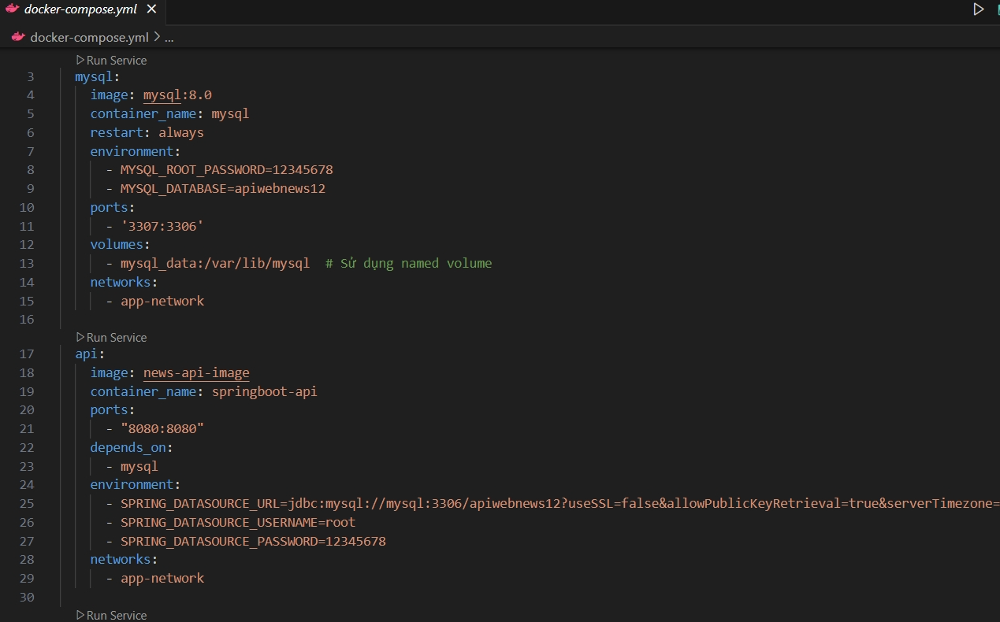 docker-compose.yml ×
docker-compose.yml > ...
Run Service
3 mysql:
4 image: mysql:8.0
5 container_name: mysql
6 restart: always
7 environment:
8 - MYSQL_ROOT_PASSWORD=12345678
9 - MYSQL_DATABASE=apiwebnews12
10 ports:
11 - '3307:3306'
12 volumes:
13 - mysql_data:/var/lib/mysql # Sử dụng named volume
14 networks:
15 - app-network
16
Run Service
17 api:
18 image: news-api-image
19 container_name: springboot-api
20 ports:
21 - "8080:8080"
22 depends_on:
23 - mysql
24 environment:
25 - SPRING_DATASOURCE_URL=jdbc:mysql://mysql:3306/apiwebnews12?useSSL=false&allowPublicKeyRetrieval=true&serverTimezone=
26 - SPRING_DATASOURCE_USERNAME=root
27 - SPRING_DATASOURCE_PASSWORD=12345678
28 networks:
29 - app-network
30
Run Service